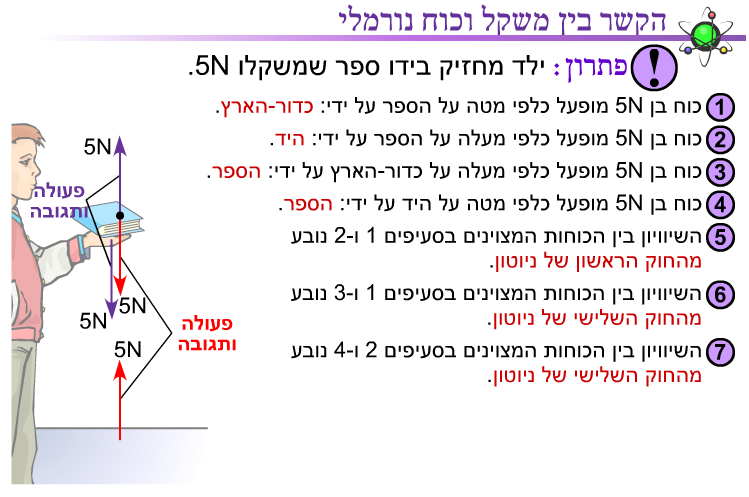 הקשר בין משקל וכוח נורמלי
! פתרון: ילד מחזיק בידו ספר שמשקלו 5N.
1 כוח בן 5N מופעל כלפי מטה על הספר על ידי: כדור-הארץ.
2 כוח בן 5N מופעל כלפי מעלה על הספר על ידי: היד.
3 כוח בן 5N מופעל כלפי מעלה על כדור-הארץ על ידי: הספר.
4 כוח בן 5N מופעל כלפי מטה על היד על ידי: הספר.
5 השיוויון בין הכוחות המצוינים בסעיפים 1 ו-2 נובע
מהחוק הראשון של ניוטון.
6 השיוויון בין הכוחות המצוינים בסעיפים 1 ו-3 נובע
מהחוק השלישי של ניוטון.
7 השיוויון בין הכוחות המצוינים בסעיפים 2 ו-4 נובע
מהחוק השלישי של ניוטון.
5N
פעולה
ותגובה
5N
5N
5N
פעולה
ותגובה